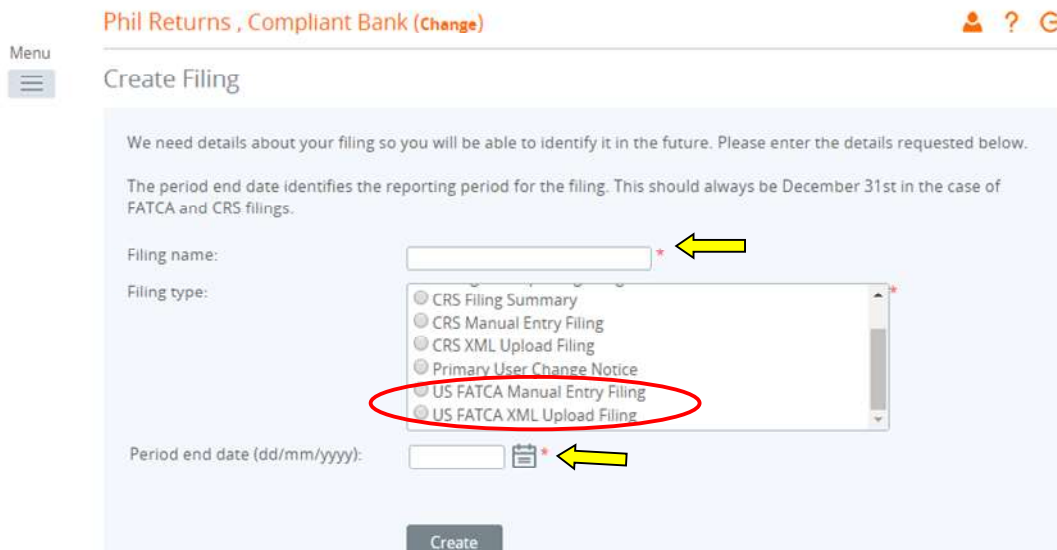 Phil Returns , Compliant Bank (Change)
?
Menu
Create Filing
We need details about your filing so you will be able to identify it in the future. Please enter the details requested below.
The period end date identifies the reporting period for the filing. This should always be December 31st in the case of
FATCA and CRS filings.
Filing name:
*
Filing type:
*
CRS Filing Summary
CRS Manual Entry Filing
CRS XML Upload Filing
Primary User Change Notice
US FATCA Manual Entry Filing
US FATCA XML Upload Filing
Period end date (dd/mm/yyyy):
*
Create